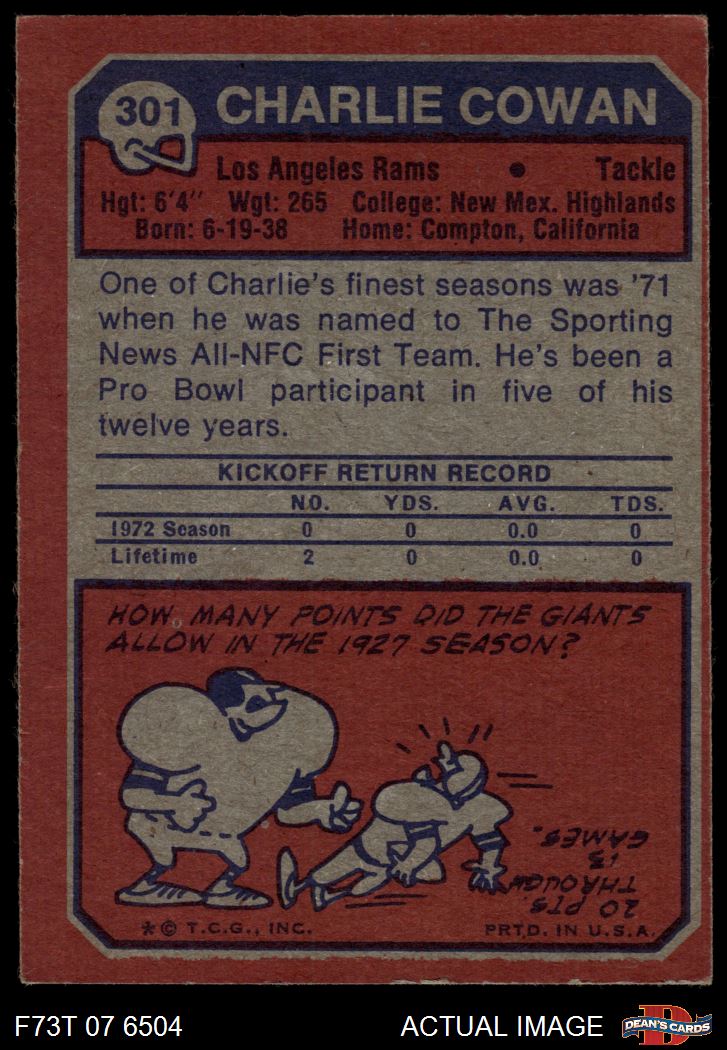 301 CHARLIE COWAN
Los Angeles Rams • Tackle
Hgt: 6'4" Wgt: 265 College: New Mex. Highlands
Born: 6-19-38 Home: Compton, California
One of Charlie's finest seasons was '71
when he was named to The Sporting
News All-NFC First Team. He's been a
Pro Bowl participant in five of his
twelve years.
KICKOFF RETURN RECORD
NO. YDS. AVG. TDS.
1972 Season 0 0 0.0 0
Lifetime 2 0 0.0 0
HOW MANY POINTS DID THE GIANTS
ALLOW IN THE 1927 SEASON?
20 PTS.
THROUGH
13
GAMES.
* © T.C.G., INC. PRT,D. IN U.S.A.
F73T 07 6504 ACTUAL IMAGE D DEAN'S CARDS